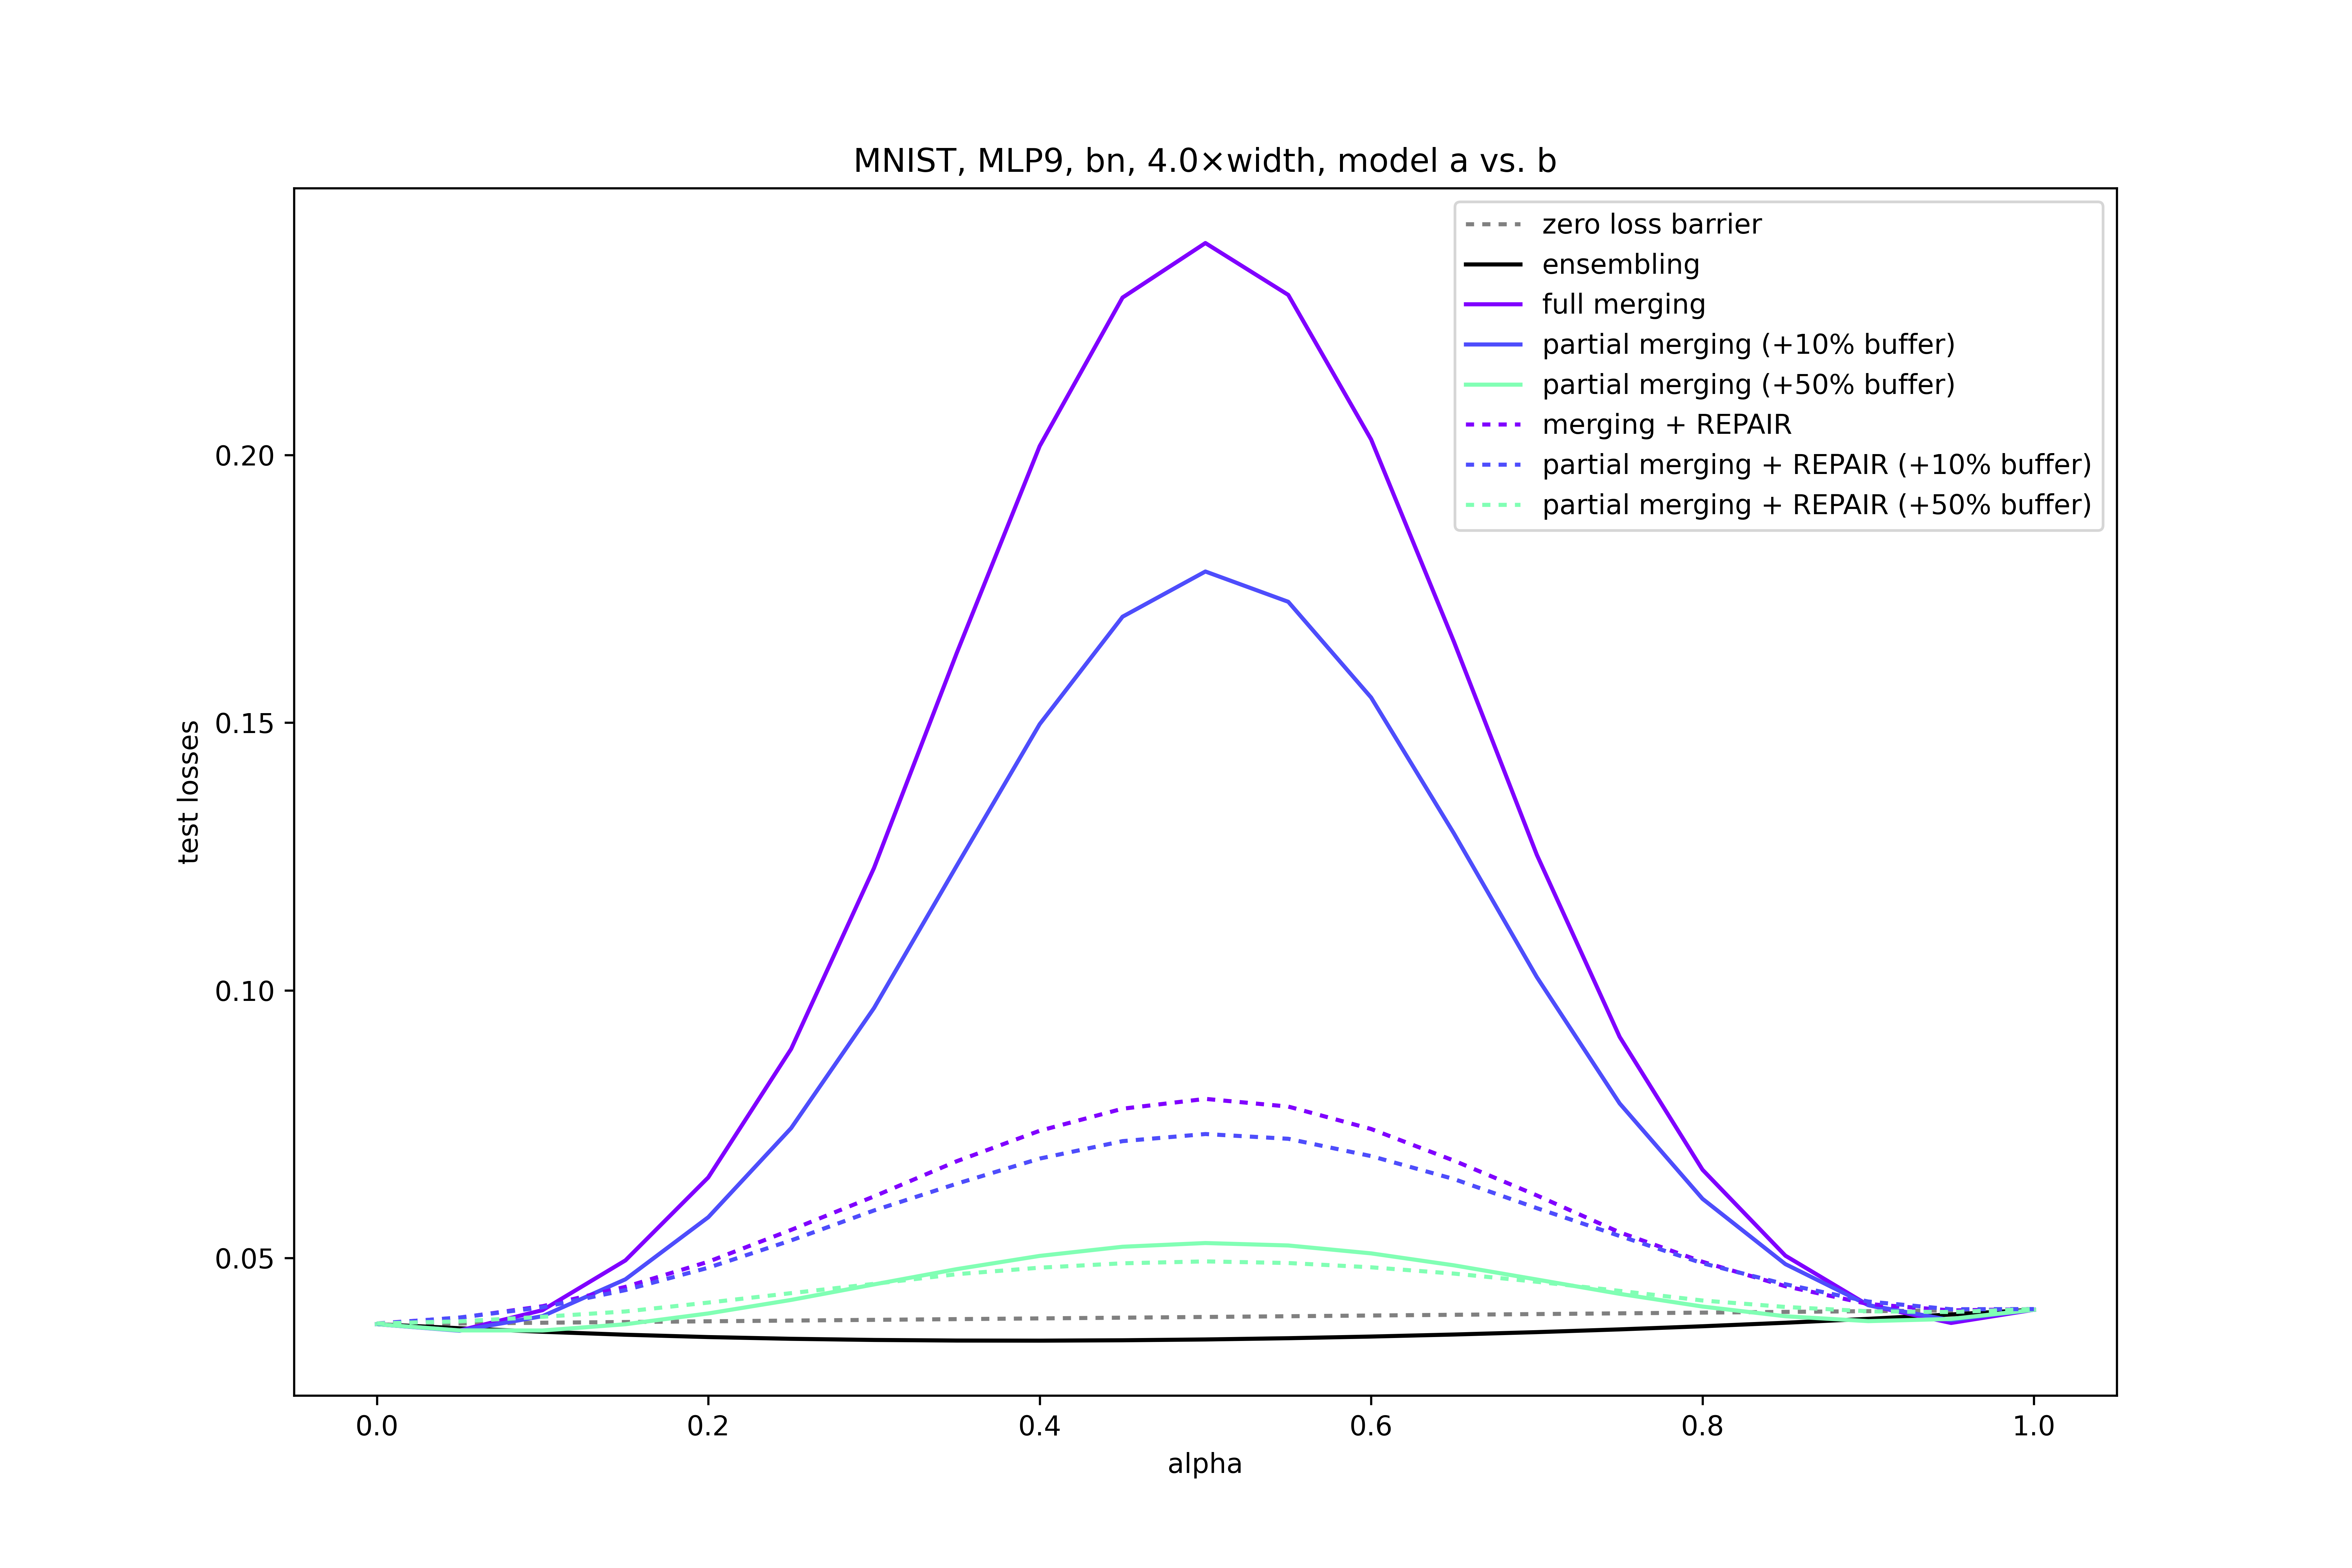 MNIST, MLP9, bn, 4.0×width, model a vs. b
zero loss barrier
ensembling
full merging
partial merging (+10% buffer)
partial merging (+50% buffer)
merging + REPAIR
partial merging + REPAIR (+10% buffer)
partial merging + REPAIR (+50% buffer)
test losses
0.20
0.15
0.10
0.05
0.0 0.2 0.4 0.6 0.8 1.0
alpha